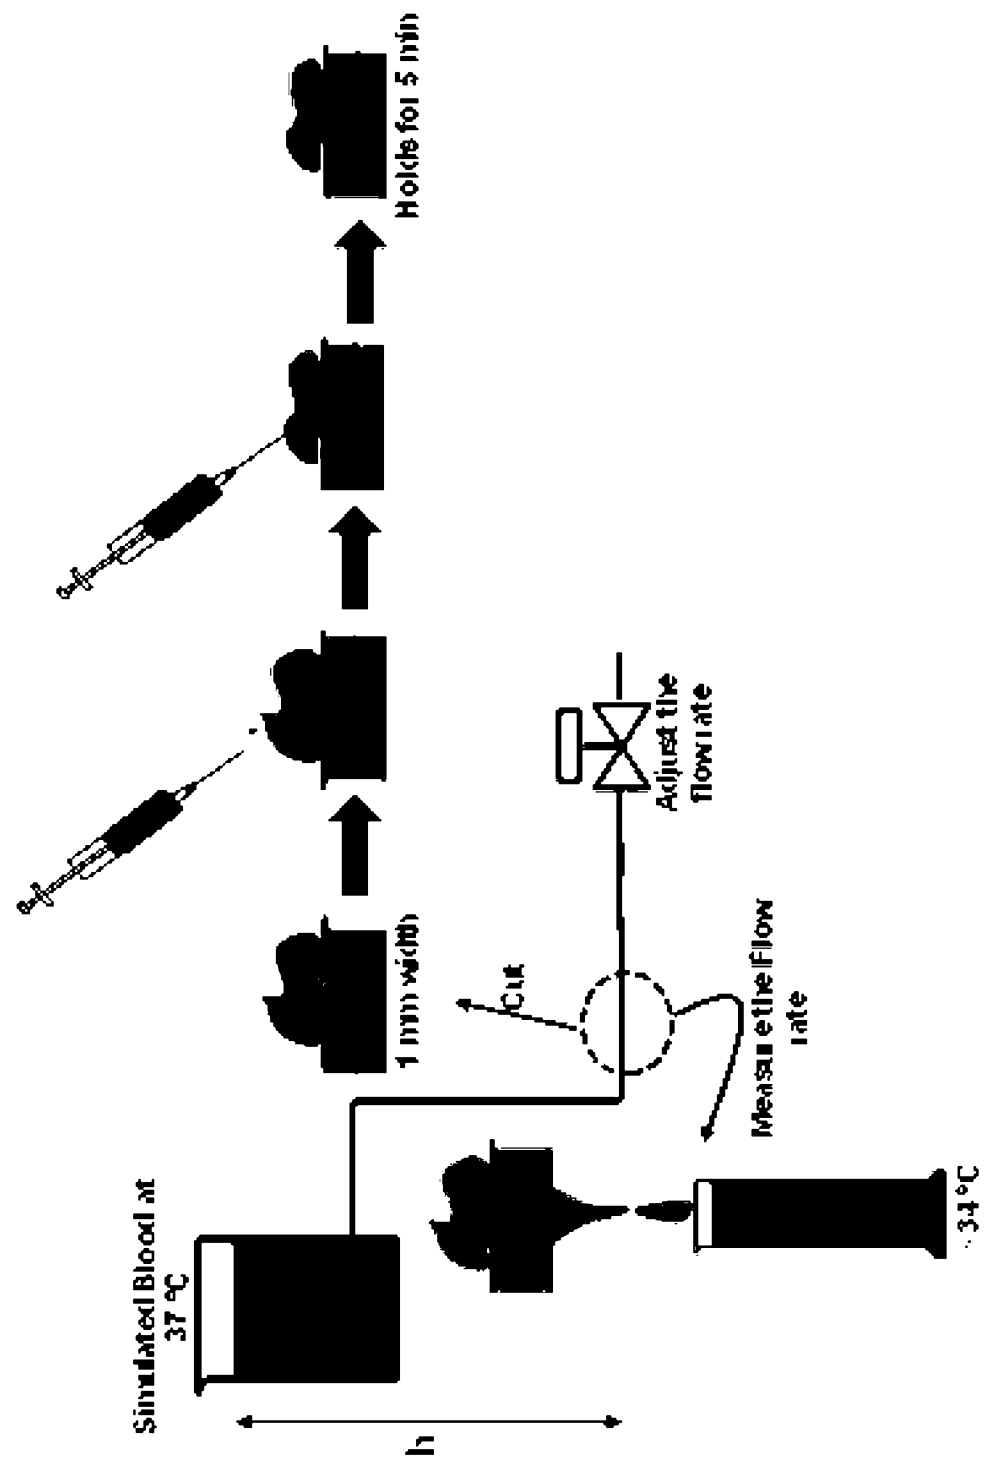 Simulated Blood at
37 °C
h
1 mm width
Holds for 5 min
Cut
Adjust the
flow rate
Measure the Flow
rate
~34 °C